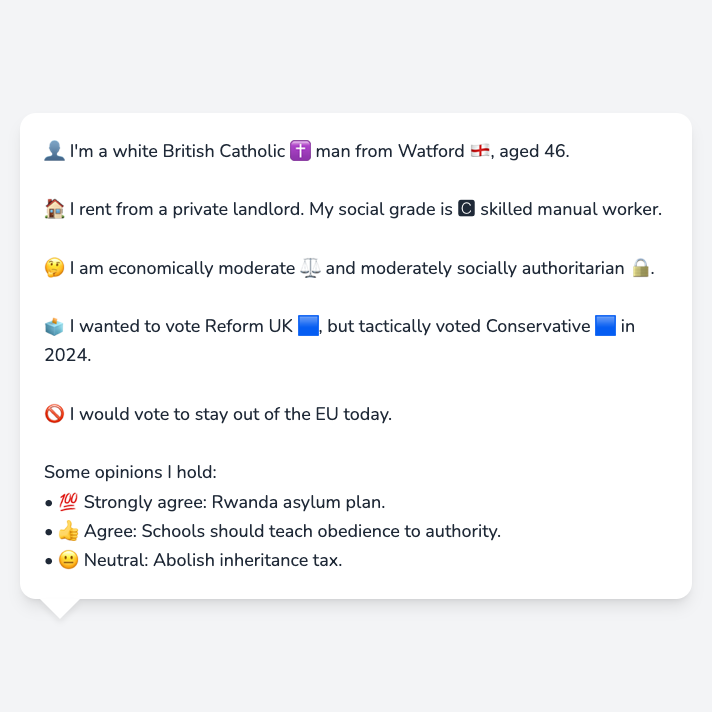 👤 I'm a white British Catholic ✝️ man from Watford 🏴󠁧󠁢󠁥󠁮󠁧󠁿, aged 46.
🏠 I rent from a private landlord. My social grade is 🅲 skilled manual worker.
🤔 I am economically moderate ⚖️ and moderately socially authoritarian 🔒.
🗳️ I wanted to vote Reform UK 🟦, but tactically voted Conservative 🟦 in
2024.
🚫 I would vote to stay out of the EU today.
Some opinions I hold:
• 💯 Strongly agree: Rwanda asylum plan.
• 👍 Agree: Schools should teach obedience to authority.
• 😐 Neutral: Abolish inheritance tax.